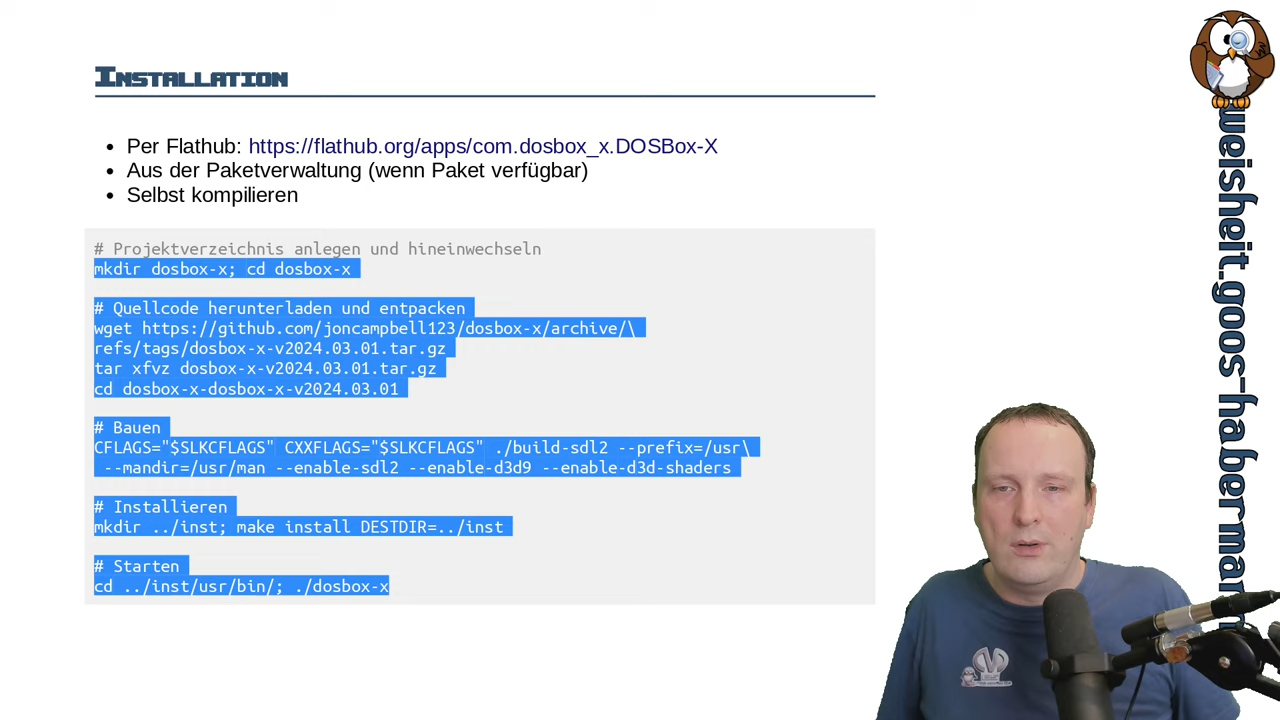 Installation
• Per Flathub: https://flathub.org/apps/com.dosbox_x.DOSBox-X
• Aus der Paketverwaltung (wenn Paket verfügbar)
• Selbst kompilieren
# Projektverzeichnis anlegen und hineinwechseln
mkdir dosbox-x; cd dosbox-x
# Quellcode herunterladen und entpacken
wget https://github.com/joncampbell123/dosbox-x/archive/\
refs/tags/dosbox-x-v2024.03.01.tar.gz
tar xfvz dosbox-x-v2024.03.01.tar.gz
cd dosbox-x-dosbox-x-v2024.03.01
# Bauen
CFLAGS="$SLKCFLAGS" CXXFLAGS="$SLKCFLAGS" ./build-sdl2 --prefix=/usr\
--mandir=/usr/man --enable-sdl2 --enable-d3d9 --enable-d3d-shaders
# Installieren
mkdir ../inst; make install DESTDIR=../inst
# Starten
cd ../inst/usr/bin/; ./dosbox-x
weisheit.goos-habermann